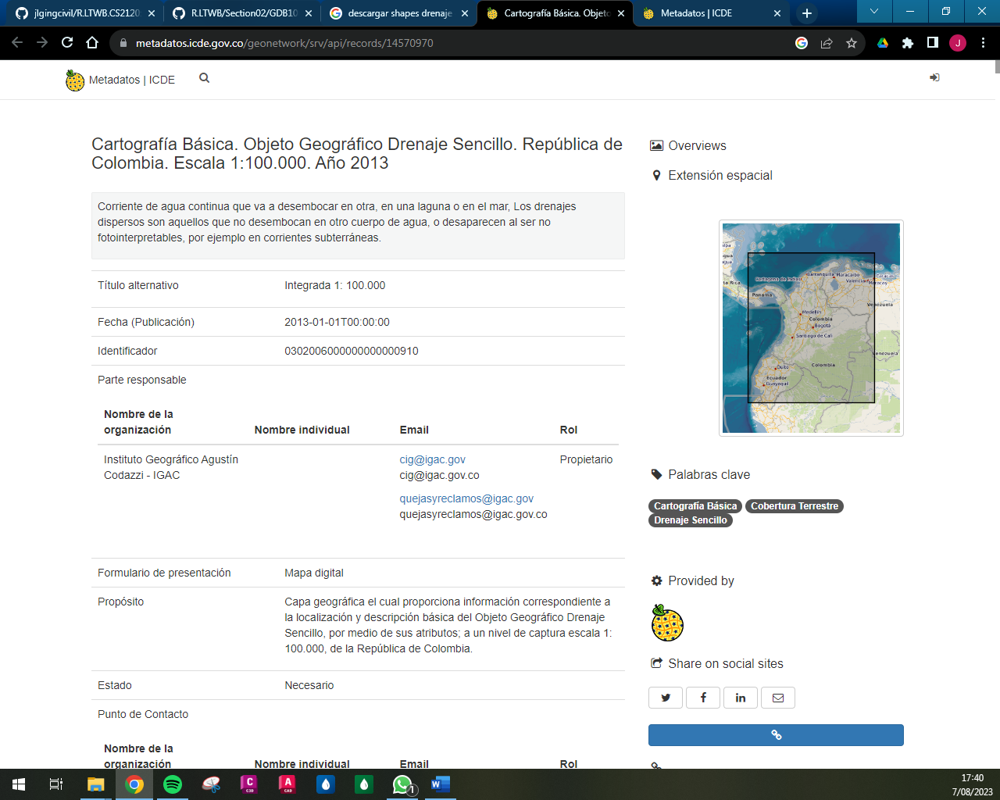 jlgingcivil/R.LTWB.CS2120
R.LTWB/Section02/GDB10
descargar shapes drenaje
Cartografía Básica. Objeto
Metadatos | ICDE
metadatos.icde.gov.co/geonetwork/srv/api/records/14570970
J
Metadatos | ICDE
Cartografía Básica. Objeto Geográfico Drenaje Sencillo. República de
Colombia. Escala 1:100.000. Año 2013
Corriente de agua continua que va a desembocar en otra, en una laguna o en el mar, Los drenajes
dispersos son aquellos que no desembocan en otro cuerpo de agua, o desaparecen al ser no
fotointerpretables, por ejemplo en corrientes subterráneas.
Título alternativo Integrada 1: 100.000
Fecha (Publicación) 2013-01-01T00:00:00
Identificador 0302006000000000000910
Parte responsable
Nombre de la
organización Nombre individual Email Rol
Instituto Geográfico Agustín cig@igac.gov Propietario
Codazzi - IGAC cig@igac.gov.co
quejasyreclamos@igac.gov
quejasyreclamos@igac.gov.co
Formulario de presentación Mapa digital
Propósito Capa geográfica el cual proporciona información correspondiente a
la localización y descripción básica del Objeto Geográfico Drenaje
Sencillo, por medio de sus atributos; a un nivel de captura escala 1:
100.000, de la República de Colombia.
Estado Necesario
Punto de Contacto
Nombre de la
organización Nombre individual Email Rol
Overviews
Extensión espacial
Cartagena de Indias
Barranquilla
Maracaibo
Caracas
Valencia
Maracay
ta Rica
Panama
Venezuela
Medellín
Colombia
Bogotá
Santiago de Cali
Venezuela
Quito
Colombia
Ecuador
Guayaquil
Palabras clave
Cartografía Básica Cobertura Terrestre
Drenaje Sencillo
Provided by
Share on social sites
C3D
CAD
1
17:40
7/08/2023